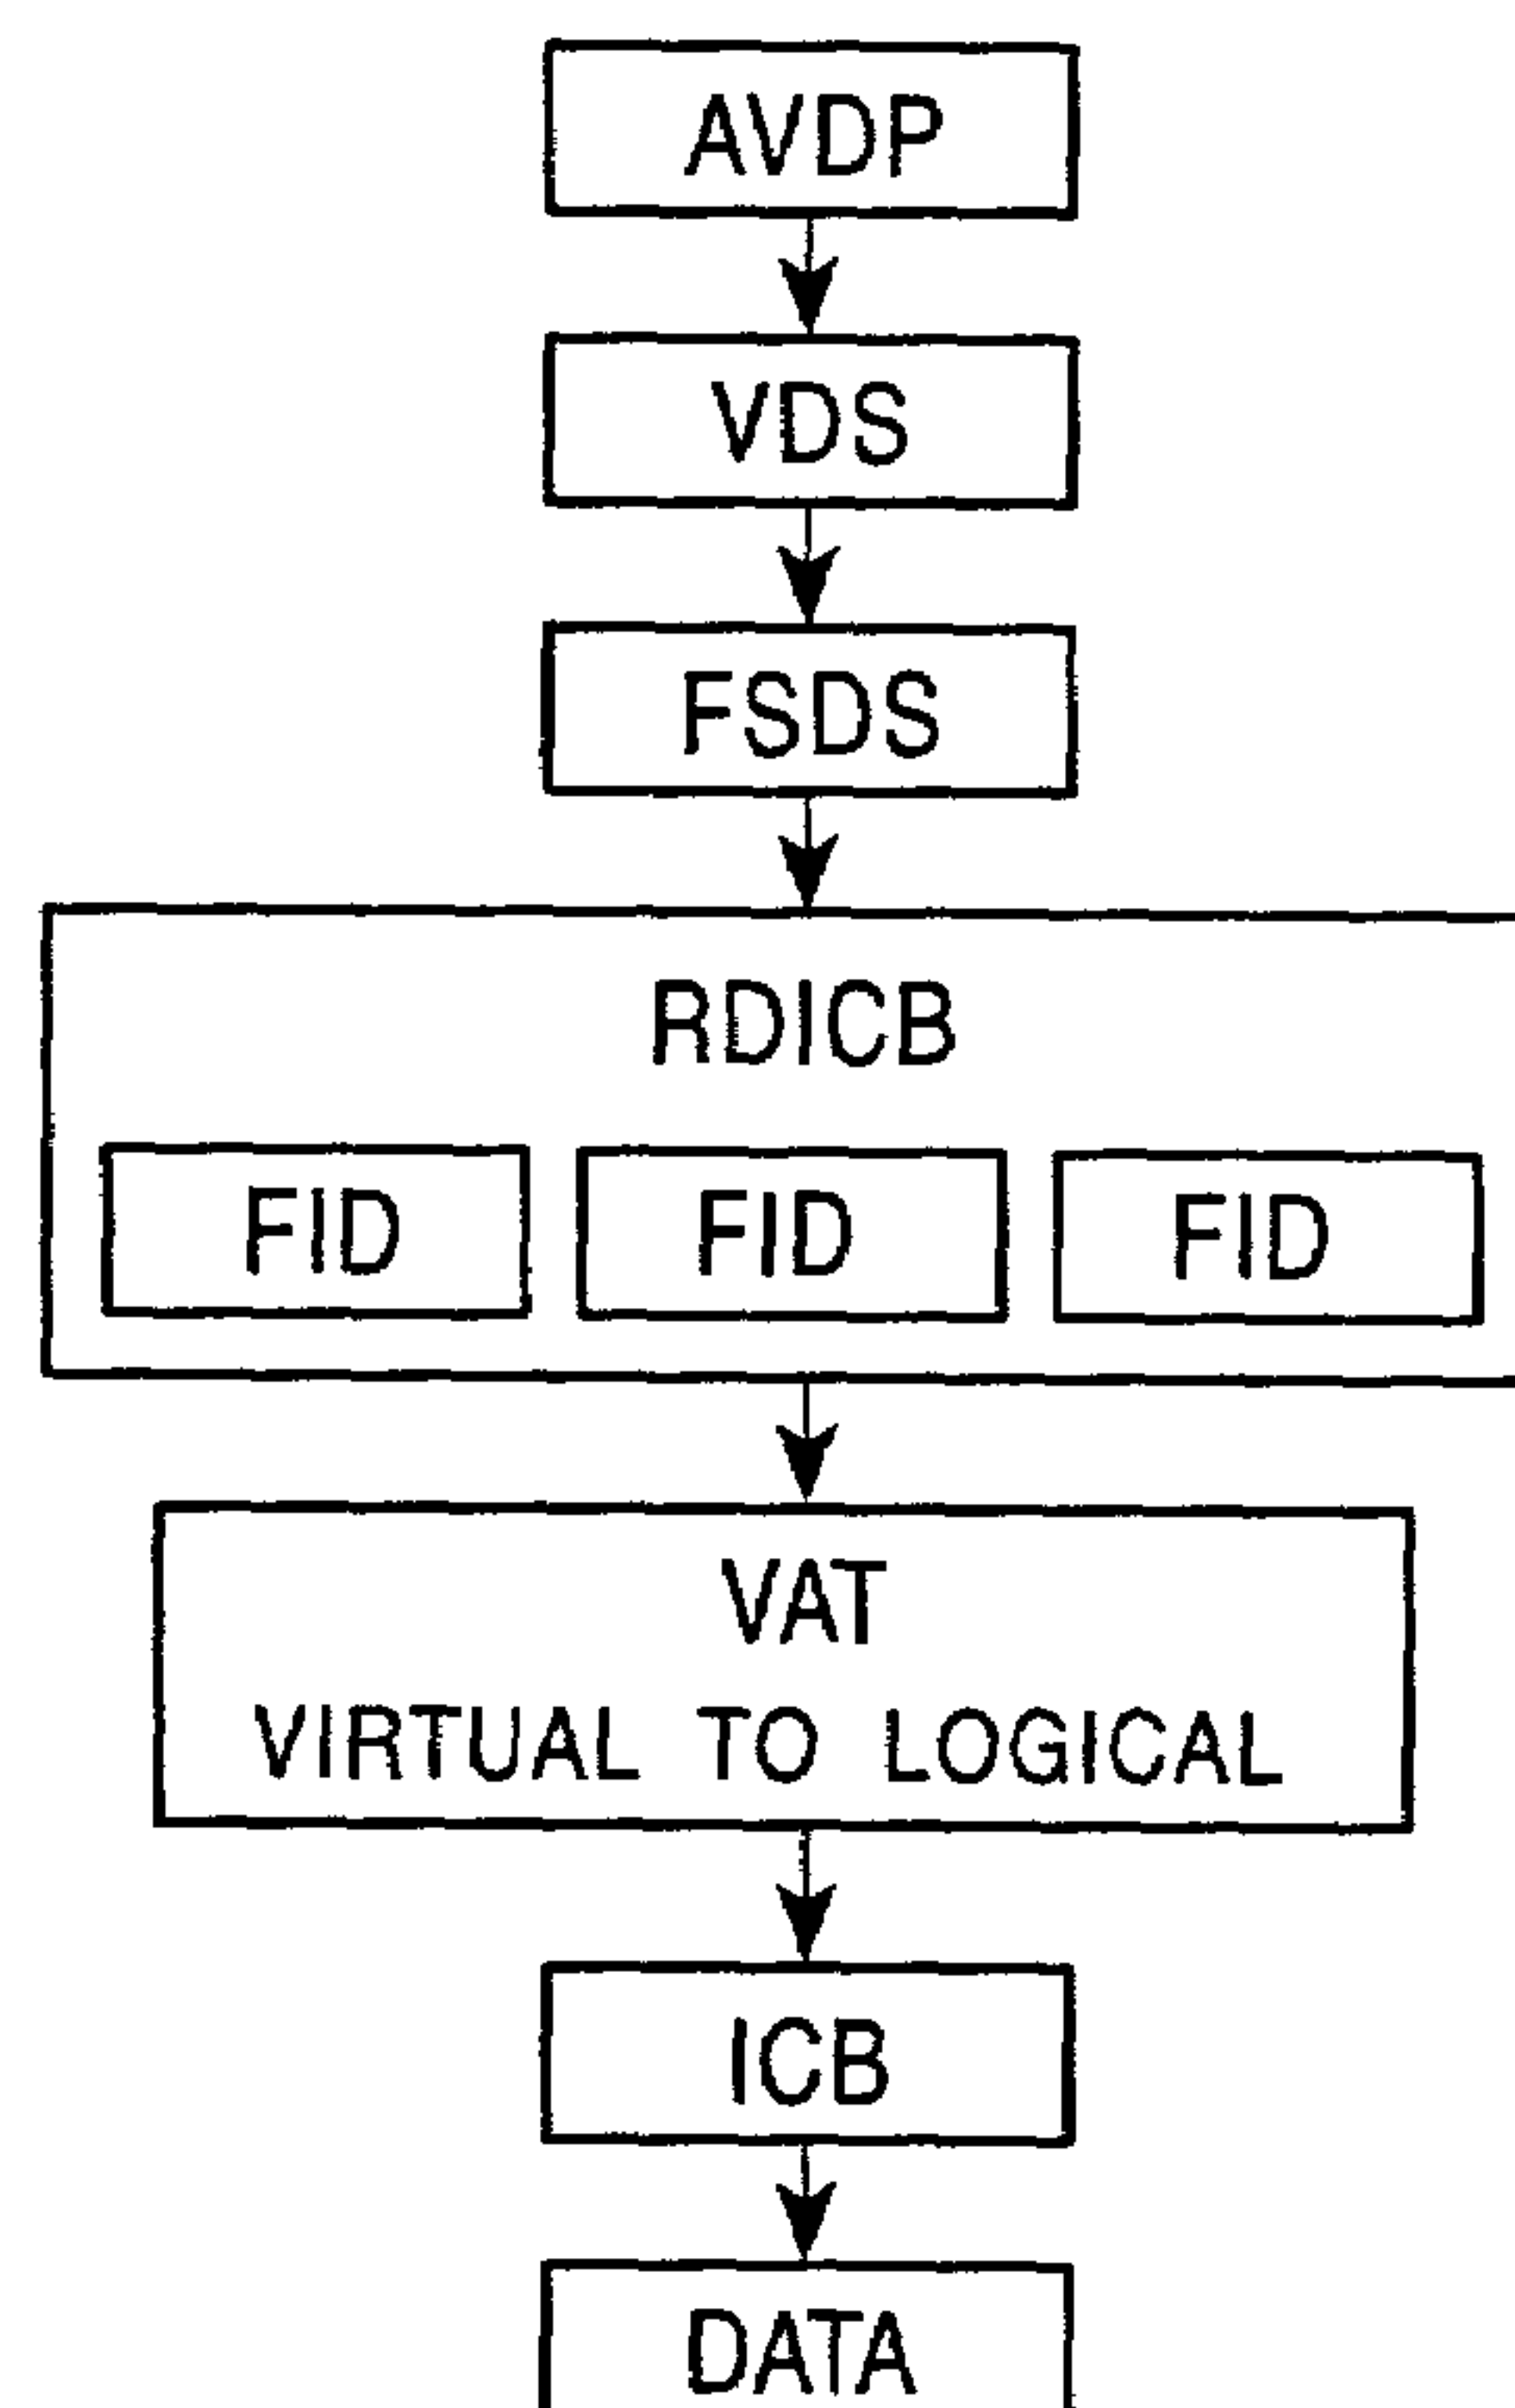 AVDP
VDS
FSDS
RDICB
FID FID FID
VAT
VIRTUAL TO LOGICAL
ICB
DATA